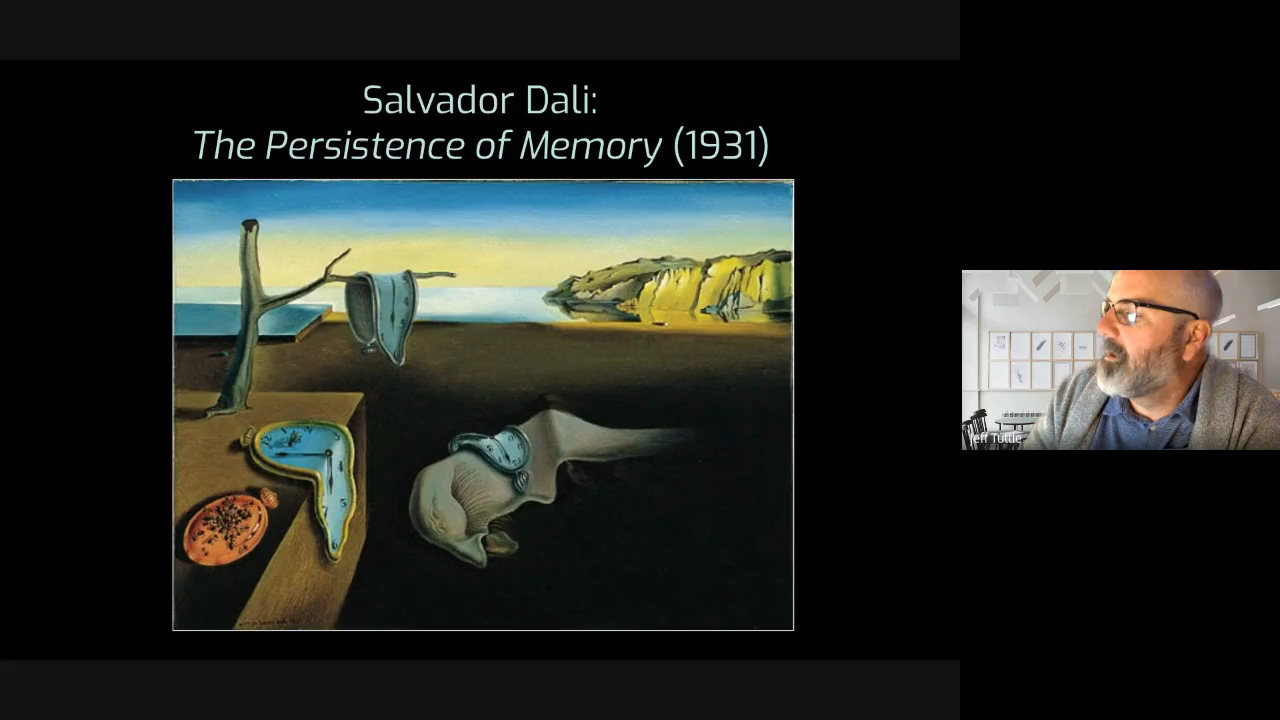 Salvador Dali:
The Persistence of Memory (1931)
Jeff Tuttle